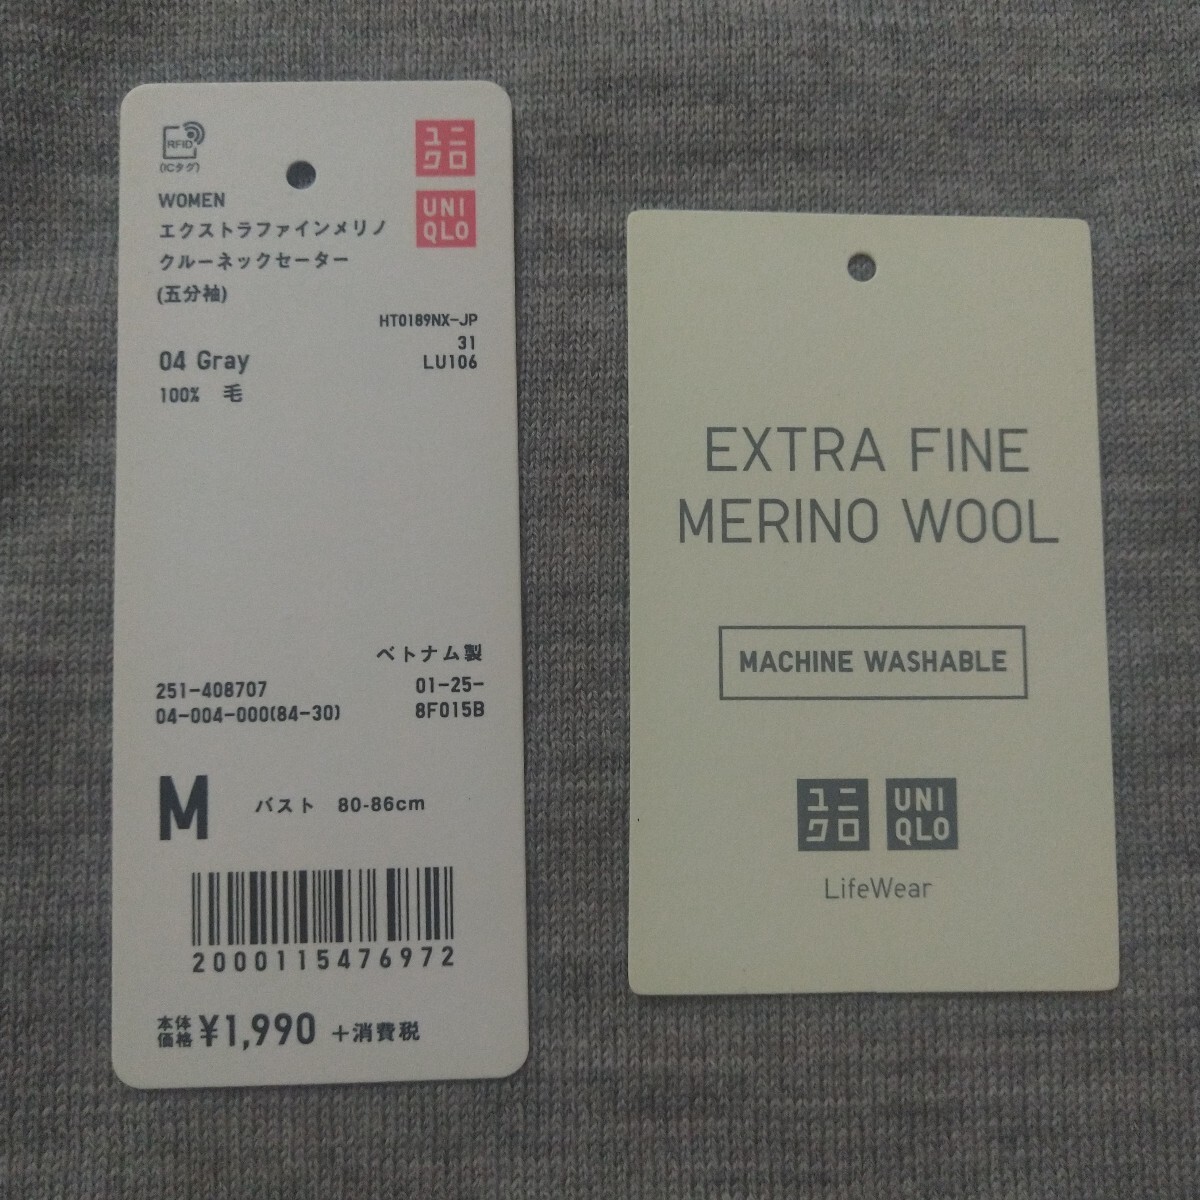 RFID
(ICタグ)
ユニ
クロ
UNI
QLO
WOMEN
エクストラファインメリノ
クルーネックセーター
(五分袖)
HT0189NX-JP
31
LU106
04 Gray
100% 毛
ベトナム製
251-408707
01-25-
04-004-000(84-30)
8F015B
M
バスト 80-86cm
2000115476972
本体
価格 ¥1,990 +消費税
EXTRA FINE
MERINO WOOL
MACHINE WASHABLE
ユニ
クロ
UNI
QLO
LifeWear